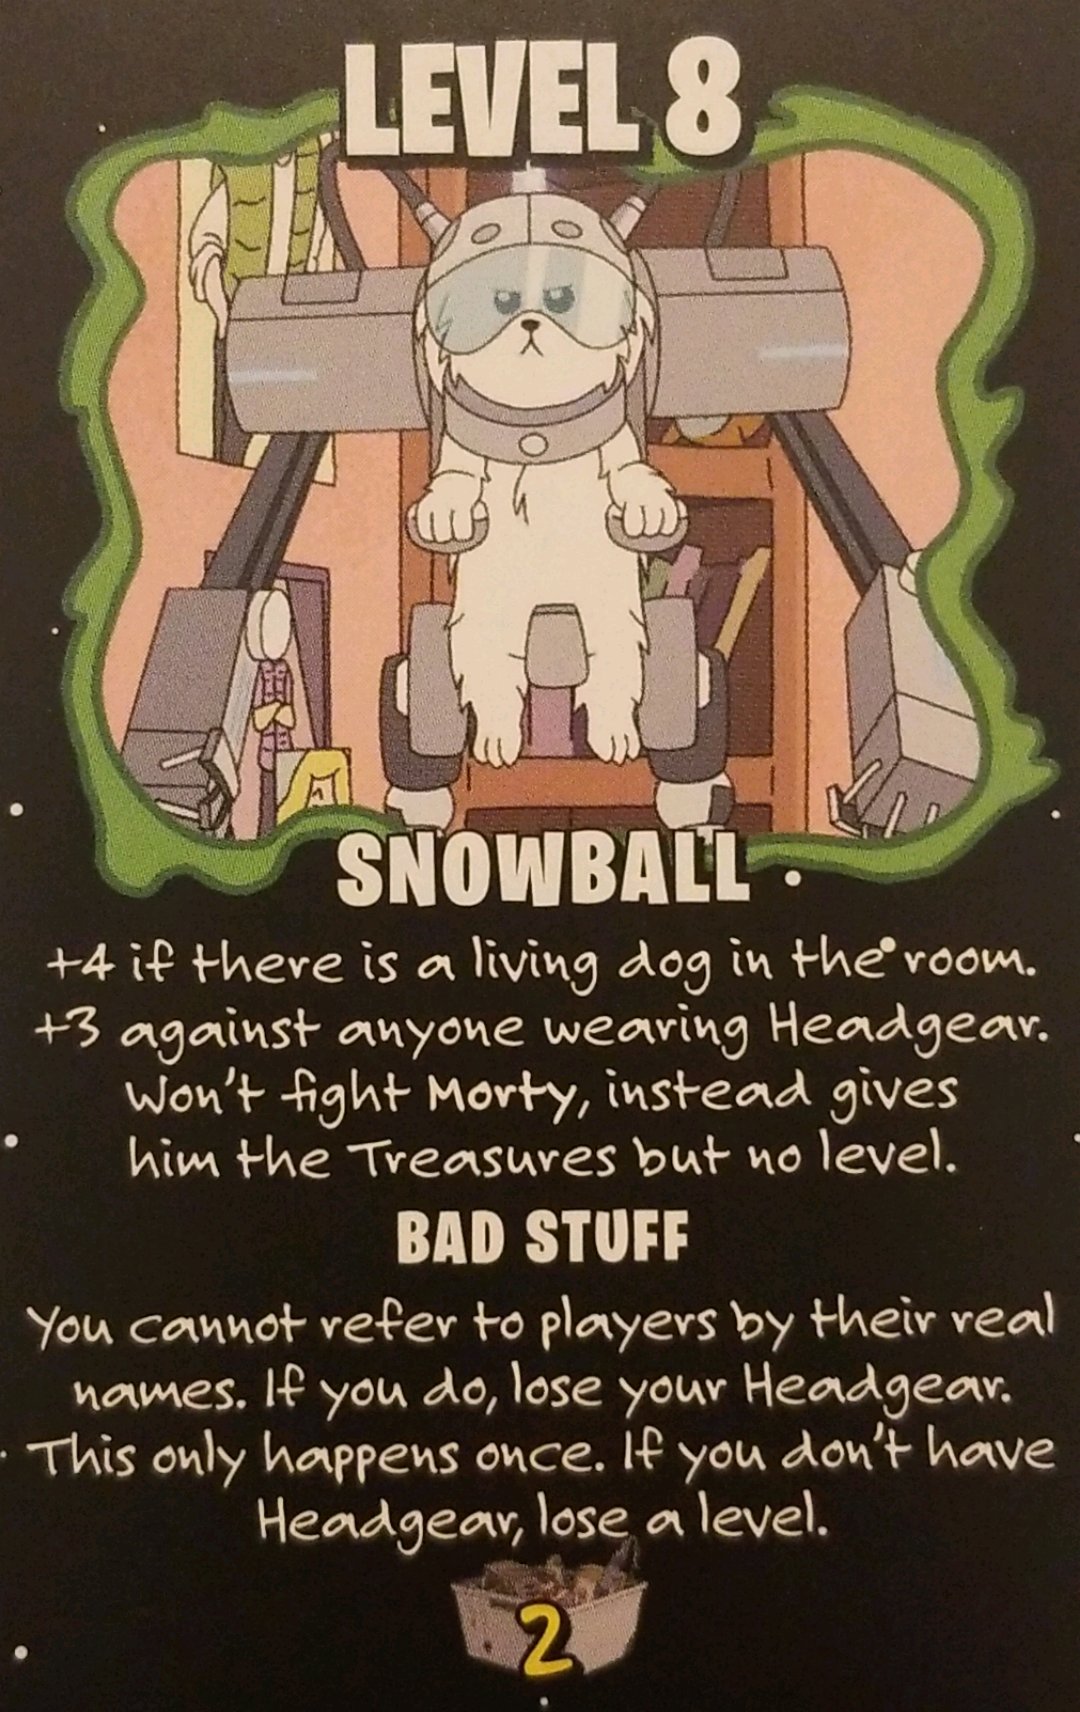 LEVEL 8
SNOWBALL
+4 if there is a living dog in the room.
+3 against anyone wearing Headgear.
Won't fight Morty, instead gives
him the Treasures but no level.
BAD STUFF
You cannot refer to players by their real
names. If you do, lose your Headgear.
This only happens once. If you don't have
Headgear, lose a level.
2